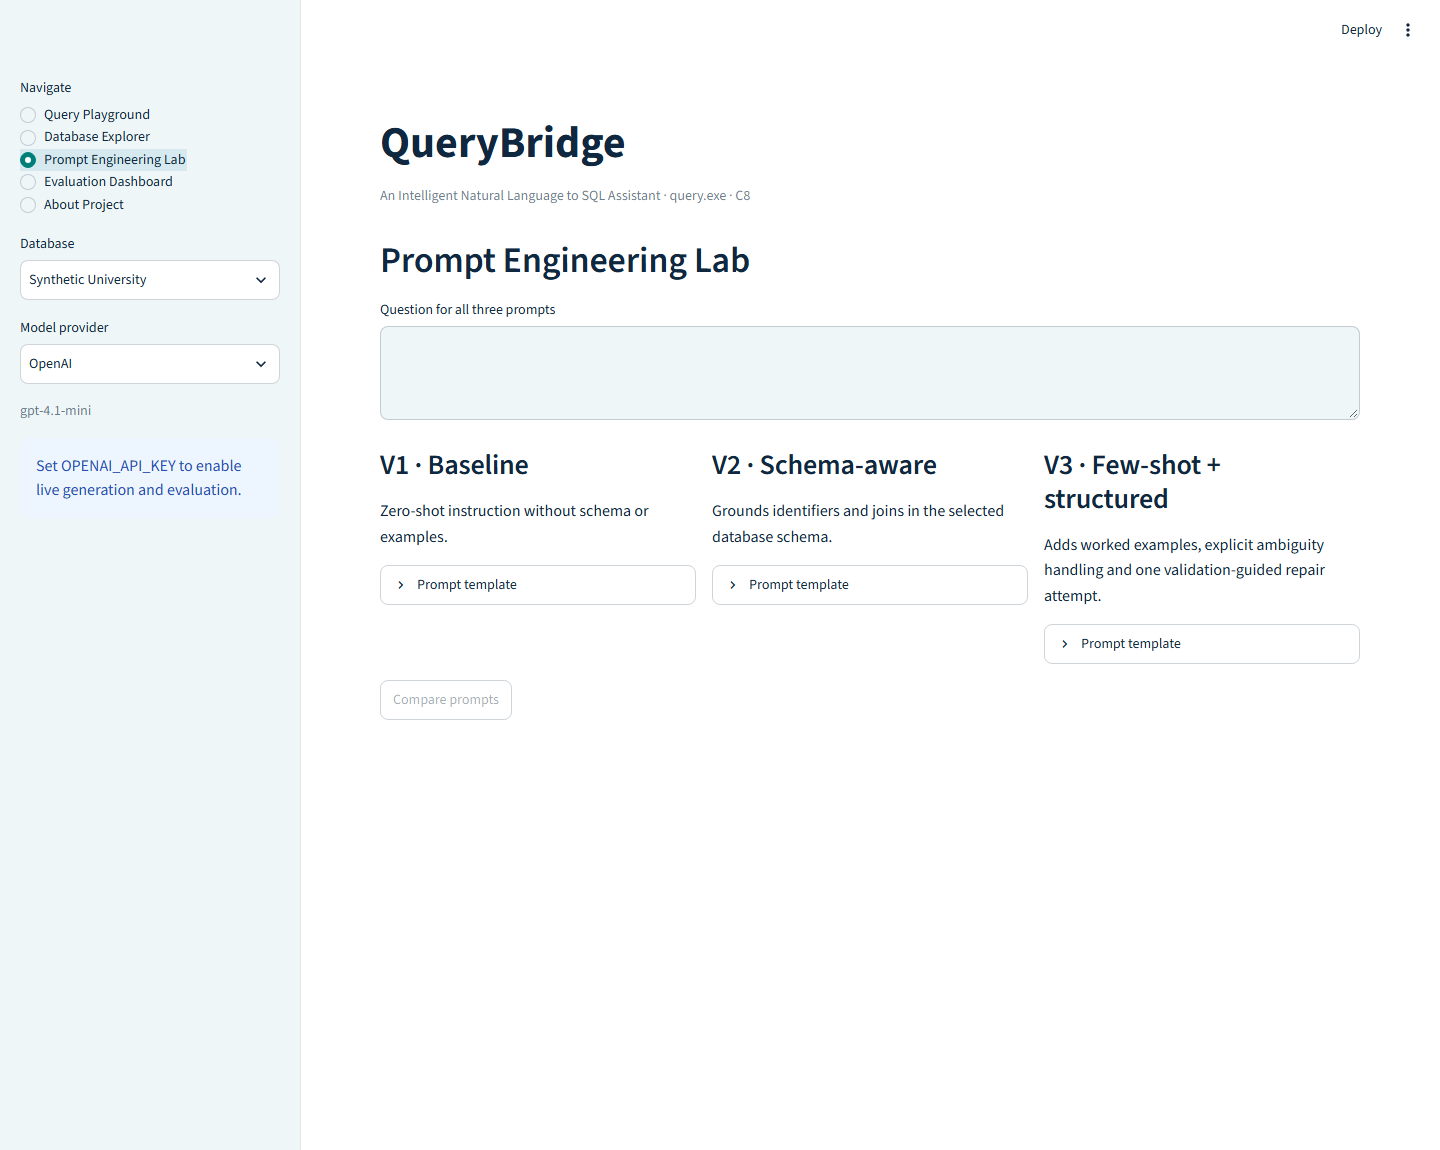 Deploy
Navigate
Query Playground
Database Explorer
Prompt Engineering Lab
Evaluation Dashboard
About Project
Database
Synthetic University
Model provider
OpenAI
gpt-4.1-mini
Set OPENAI_API_KEY to enable
live generation and evaluation.
QueryBridge
An Intelligent Natural Language to SQL Assistant · query.exe · C8
Prompt Engineering Lab
Question for all three prompts
V1 · Baseline
Zero-shot instruction without schema or
examples.
Prompt template
V2 · Schema-aware
Grounds identifiers and joins in the selected
database schema.
Prompt template
V3 · Few-shot +
structured
Adds worked examples, explicit ambiguity
handling and one validation-guided repair
attempt.
Prompt template
Compare prompts